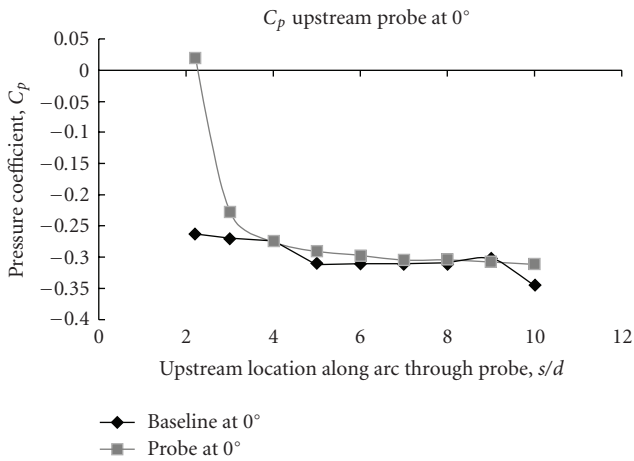 C_p upstream probe at 0°
0.05
0
−0.05
−0.1
−0.15
−0.2
−0.25
−0.3
−0.35
−0.4
Pressure coefficient, C_p
0 2 4 6 8 10 12
Upstream location along arc through probe, s/d
Baseline at 0°
Probe at 0°